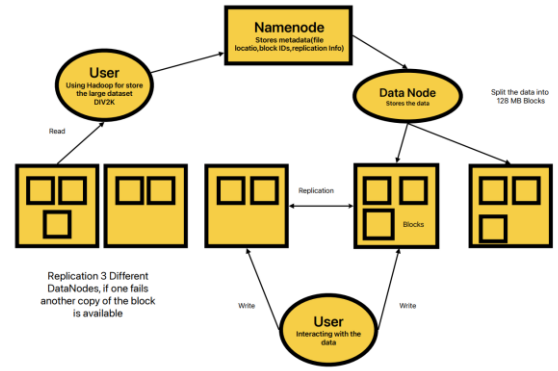 Namenode
Stores metadata(file
locatio,block IDs,replication Info)
User
Using Hadoop for store
the large dataset
DIV2K
Data Node
Stores the data
Split the data into
128 MB Blocks
Read
Replication
Blocks
Replication 3 Different
DataNodes, if one fails
another copy of the block
is available
Write
Write
User
Interacting with the
data